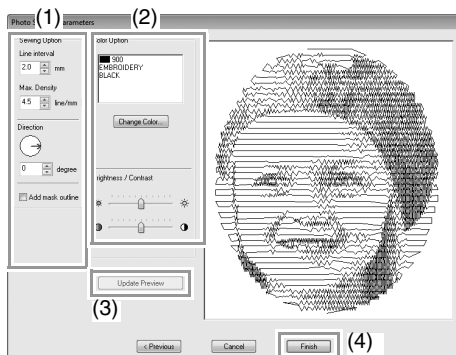 (1)
(2)
Photo S Parameters
Sewing Option
Line interval
2.0 mm
Max. Density
4.5 line/mm
Direction
0 degree
Add mask outline
olor Option
900
EMBROIDERY
BLACK
Change Color...
rightness / Contrast
Update Preview
(3)
< Previous
Cancel
Finish
(4)